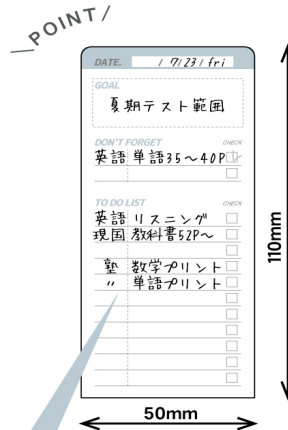 POINT
DATE. / 7/23/fri
GOAL
夏期テスト範囲
DON'T FORGET CHECK
英語 単語35～40P
TO DO LIST CHECK
英語 リスニング
現国 教科書52P～
塾 数学プリント
〃 単語プリント
110mm
50mm